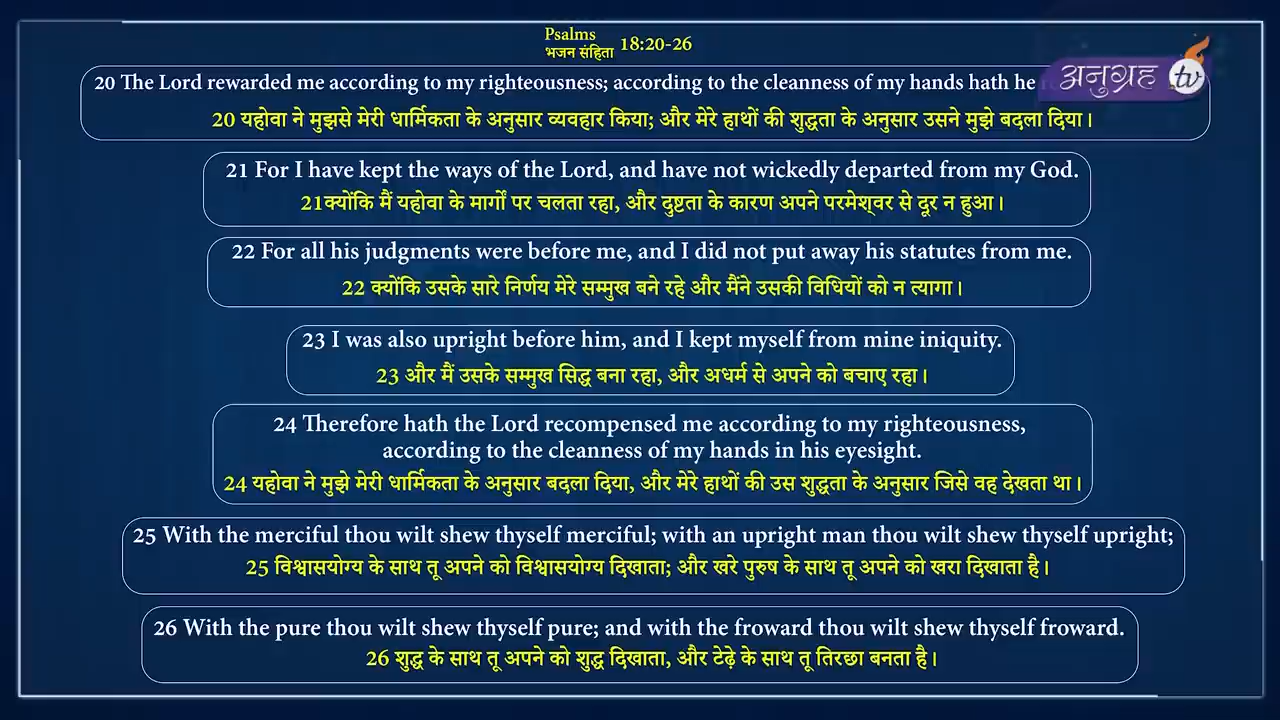 Psalms
भजन संहिता 18:20-26
अनुग्रह tv
20 The Lord rewarded me according to my righteousness; according to the cleanness of my hands hath he
20 यहोवा ने मुझसे मेरी धार्मिकता के अनुसार व्यवहार किया; और मेरे हाथों की शुद्धता के अनुसार उसने मुझे बदला दिया।
21 For I have kept the ways of the Lord, and have not wickedly departed from my God.
21क्योंकि मैं यहोवा के मार्गों पर चलता रहा, और दुष्टता के कारण अपने परमेश्‍वर से दूर न हुआ।
22 For all his judgments were before me, and I did not put away his statutes from me.
22 क्योंकि उसके सारे निर्णय मेरे सम्मुख बने रहे और मैंने उसकी विधियों को न त्यागा।
23 I was also upright before him, and I kept myself from mine iniquity.
23 और मैं उसके सम्मुख सिद्ध बना रहा, और अधर्म से अपने को बचाए रहा।
24 Therefore hath the Lord recompensed me according to my righteousness,
according to the cleanness of my hands in his eyesight.
24 यहोवा ने मुझे मेरी धार्मिकता के अनुसार बदला दिया, और मेरे हाथों की उस शुद्धता के अनुसार जिसे वह देखता था।
25 With the merciful thou wilt shew thyself merciful; with an upright man thou wilt shew thyself upright;
25 विश्वासयोग्य के साथ तू अपने को विश्वासयोग्य दिखाता; और खरे पुरुष के साथ तू अपने को खरा दिखाता है।
26 With the pure thou wilt shew thyself pure; and with the froward thou wilt shew thyself froward.
26 शुद्ध के साथ तू अपने को शुद्ध दिखाता, और टेढ़े के साथ तू तिरछा बनता है।